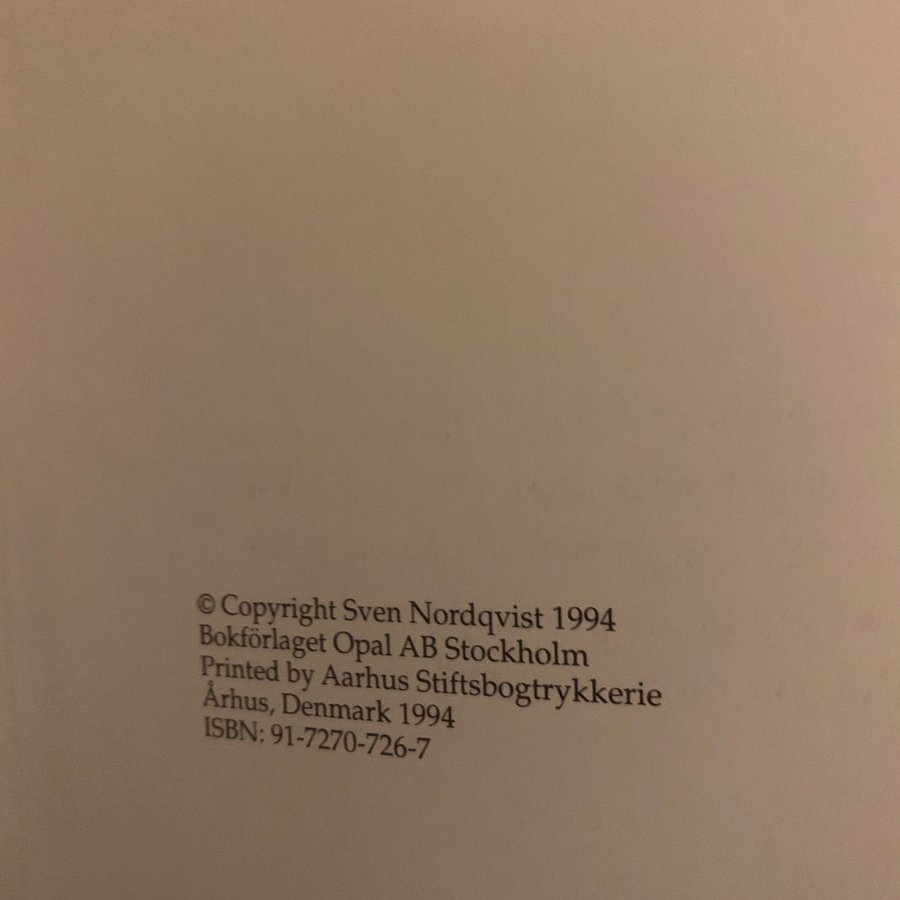 © Copyright Sven Nordqvist 1994
Bokförlaget Opal AB Stockholm
Printed by Aarhus Stiftsbogtrykkerie
Århus, Denmark 1994
ISBN: 91-7270-726-7